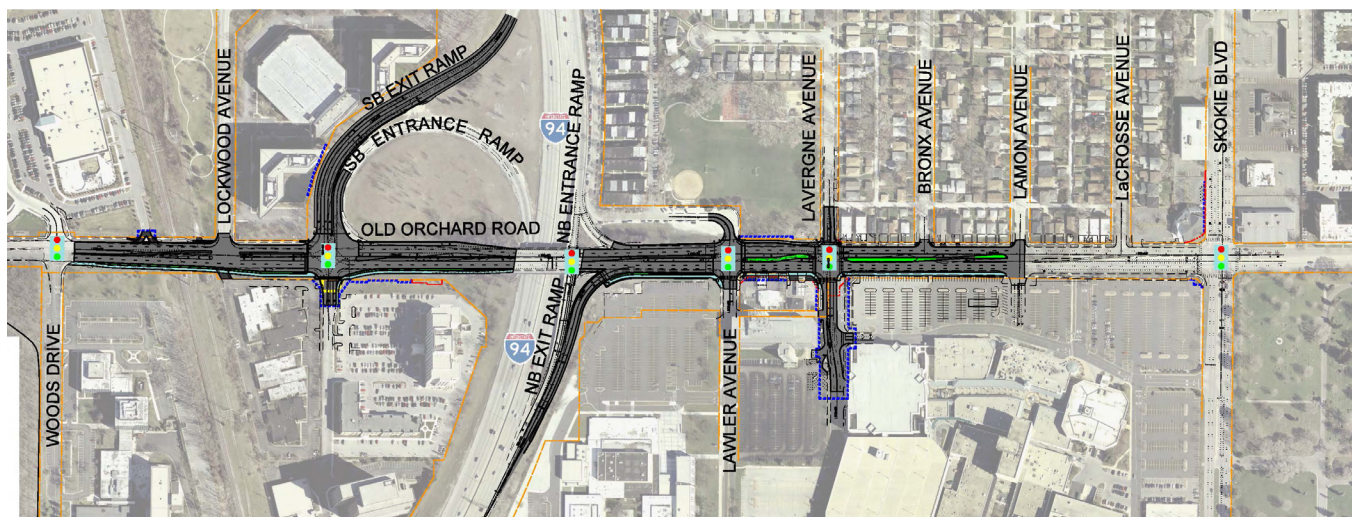 LOCKWOOD AVENUE
SB EXIT RAMP
SB ENTRANCE RAMP
94
NB ENTRANCE RAMP
LAVERGNE AVENUE
BRONX AVENUE
LAMON AVENUE
LaCROSSE AVENUE
SKOKIE BLVD
OLD ORCHARD ROAD
WOODS DRIVE
94
NB EXIT RAMP
LAWLER AVENUE